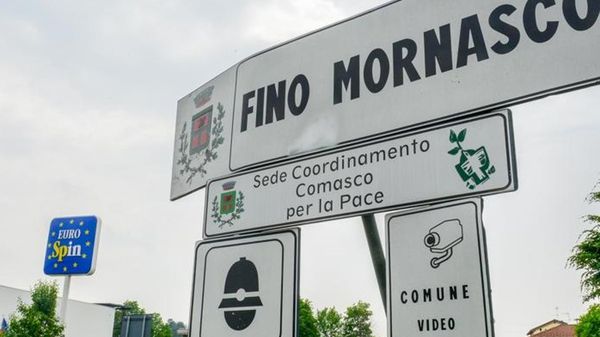 FINO MORNASCO
Sede Coordinamento
Comasco
per la Pace
EURO
Spin
COMUNE
VIDEO